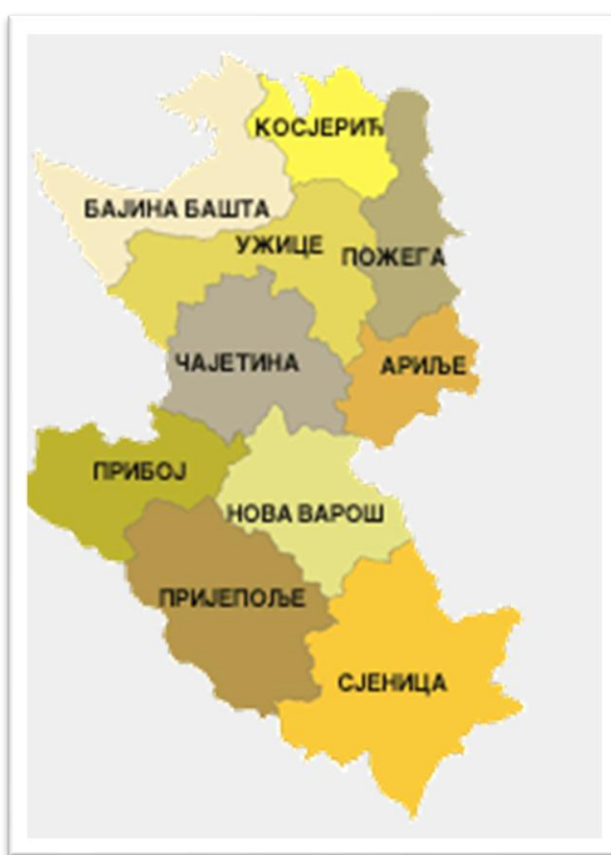 КОСЈЕРИЋ
БАЈИНА БАШТА
УЖИЦЕ
ПОЖЕГА
ЧАЈЕТИНА
АРИЉЕ
ПРИБОЈ
НОВА ВАРОШ
ПРИЈЕПОЉЕ
СЈЕНИЦА